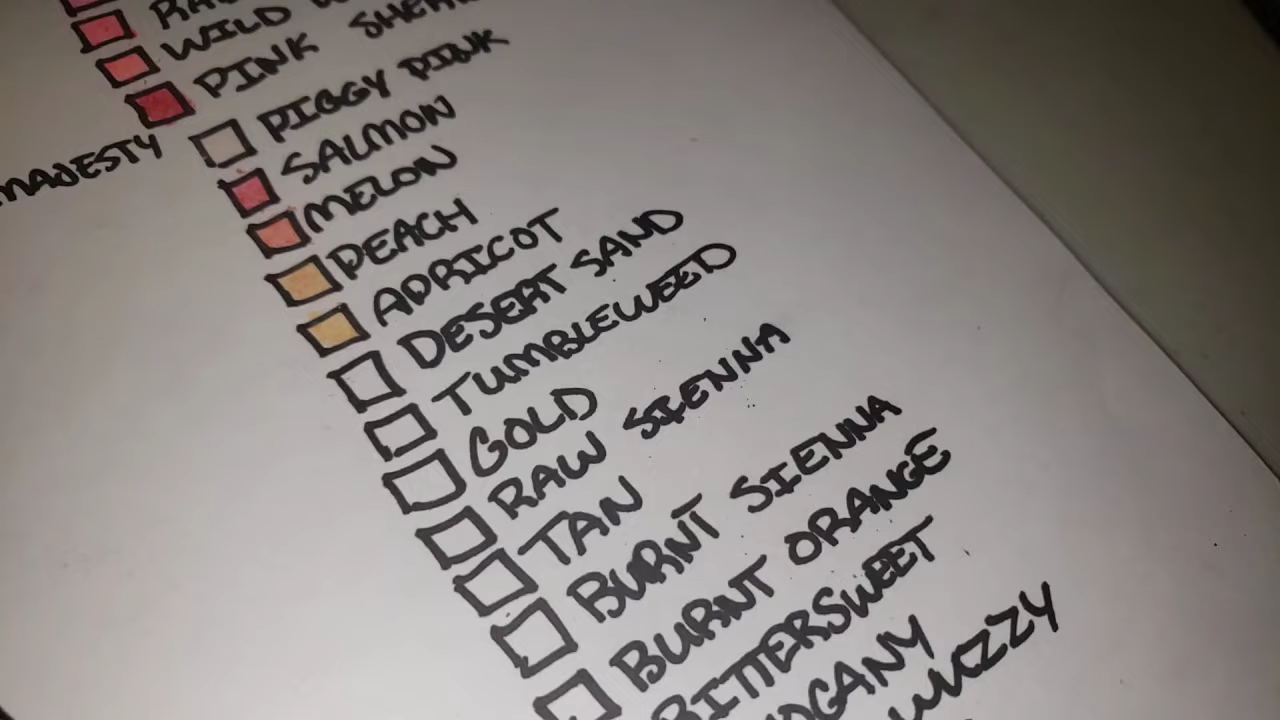 WILD
PINK
PIGGY PINK
MAJESTY
SALMON
MELON
PEACH
APRICOT
DESERT SAND
TUMBLEWEED
GOLD
RAW SIENNA
TAN
BURNT SIENNA
BURNT ORANGE
BITTERSWEET